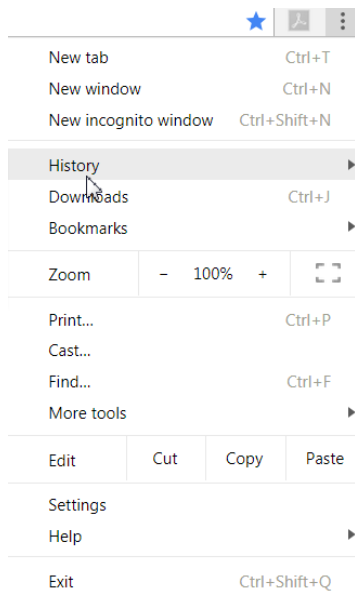 New tab Ctrl+T
New window Ctrl+N
New incognito window Ctrl+Shift+N
History
Downloads Ctrl+J
Bookmarks
Zoom - 100% +
Print... Ctrl+P
Cast...
Find... Ctrl+F
More tools
Edit Cut Copy Paste
Settings
Help
Exit Ctrl+Shift+Q